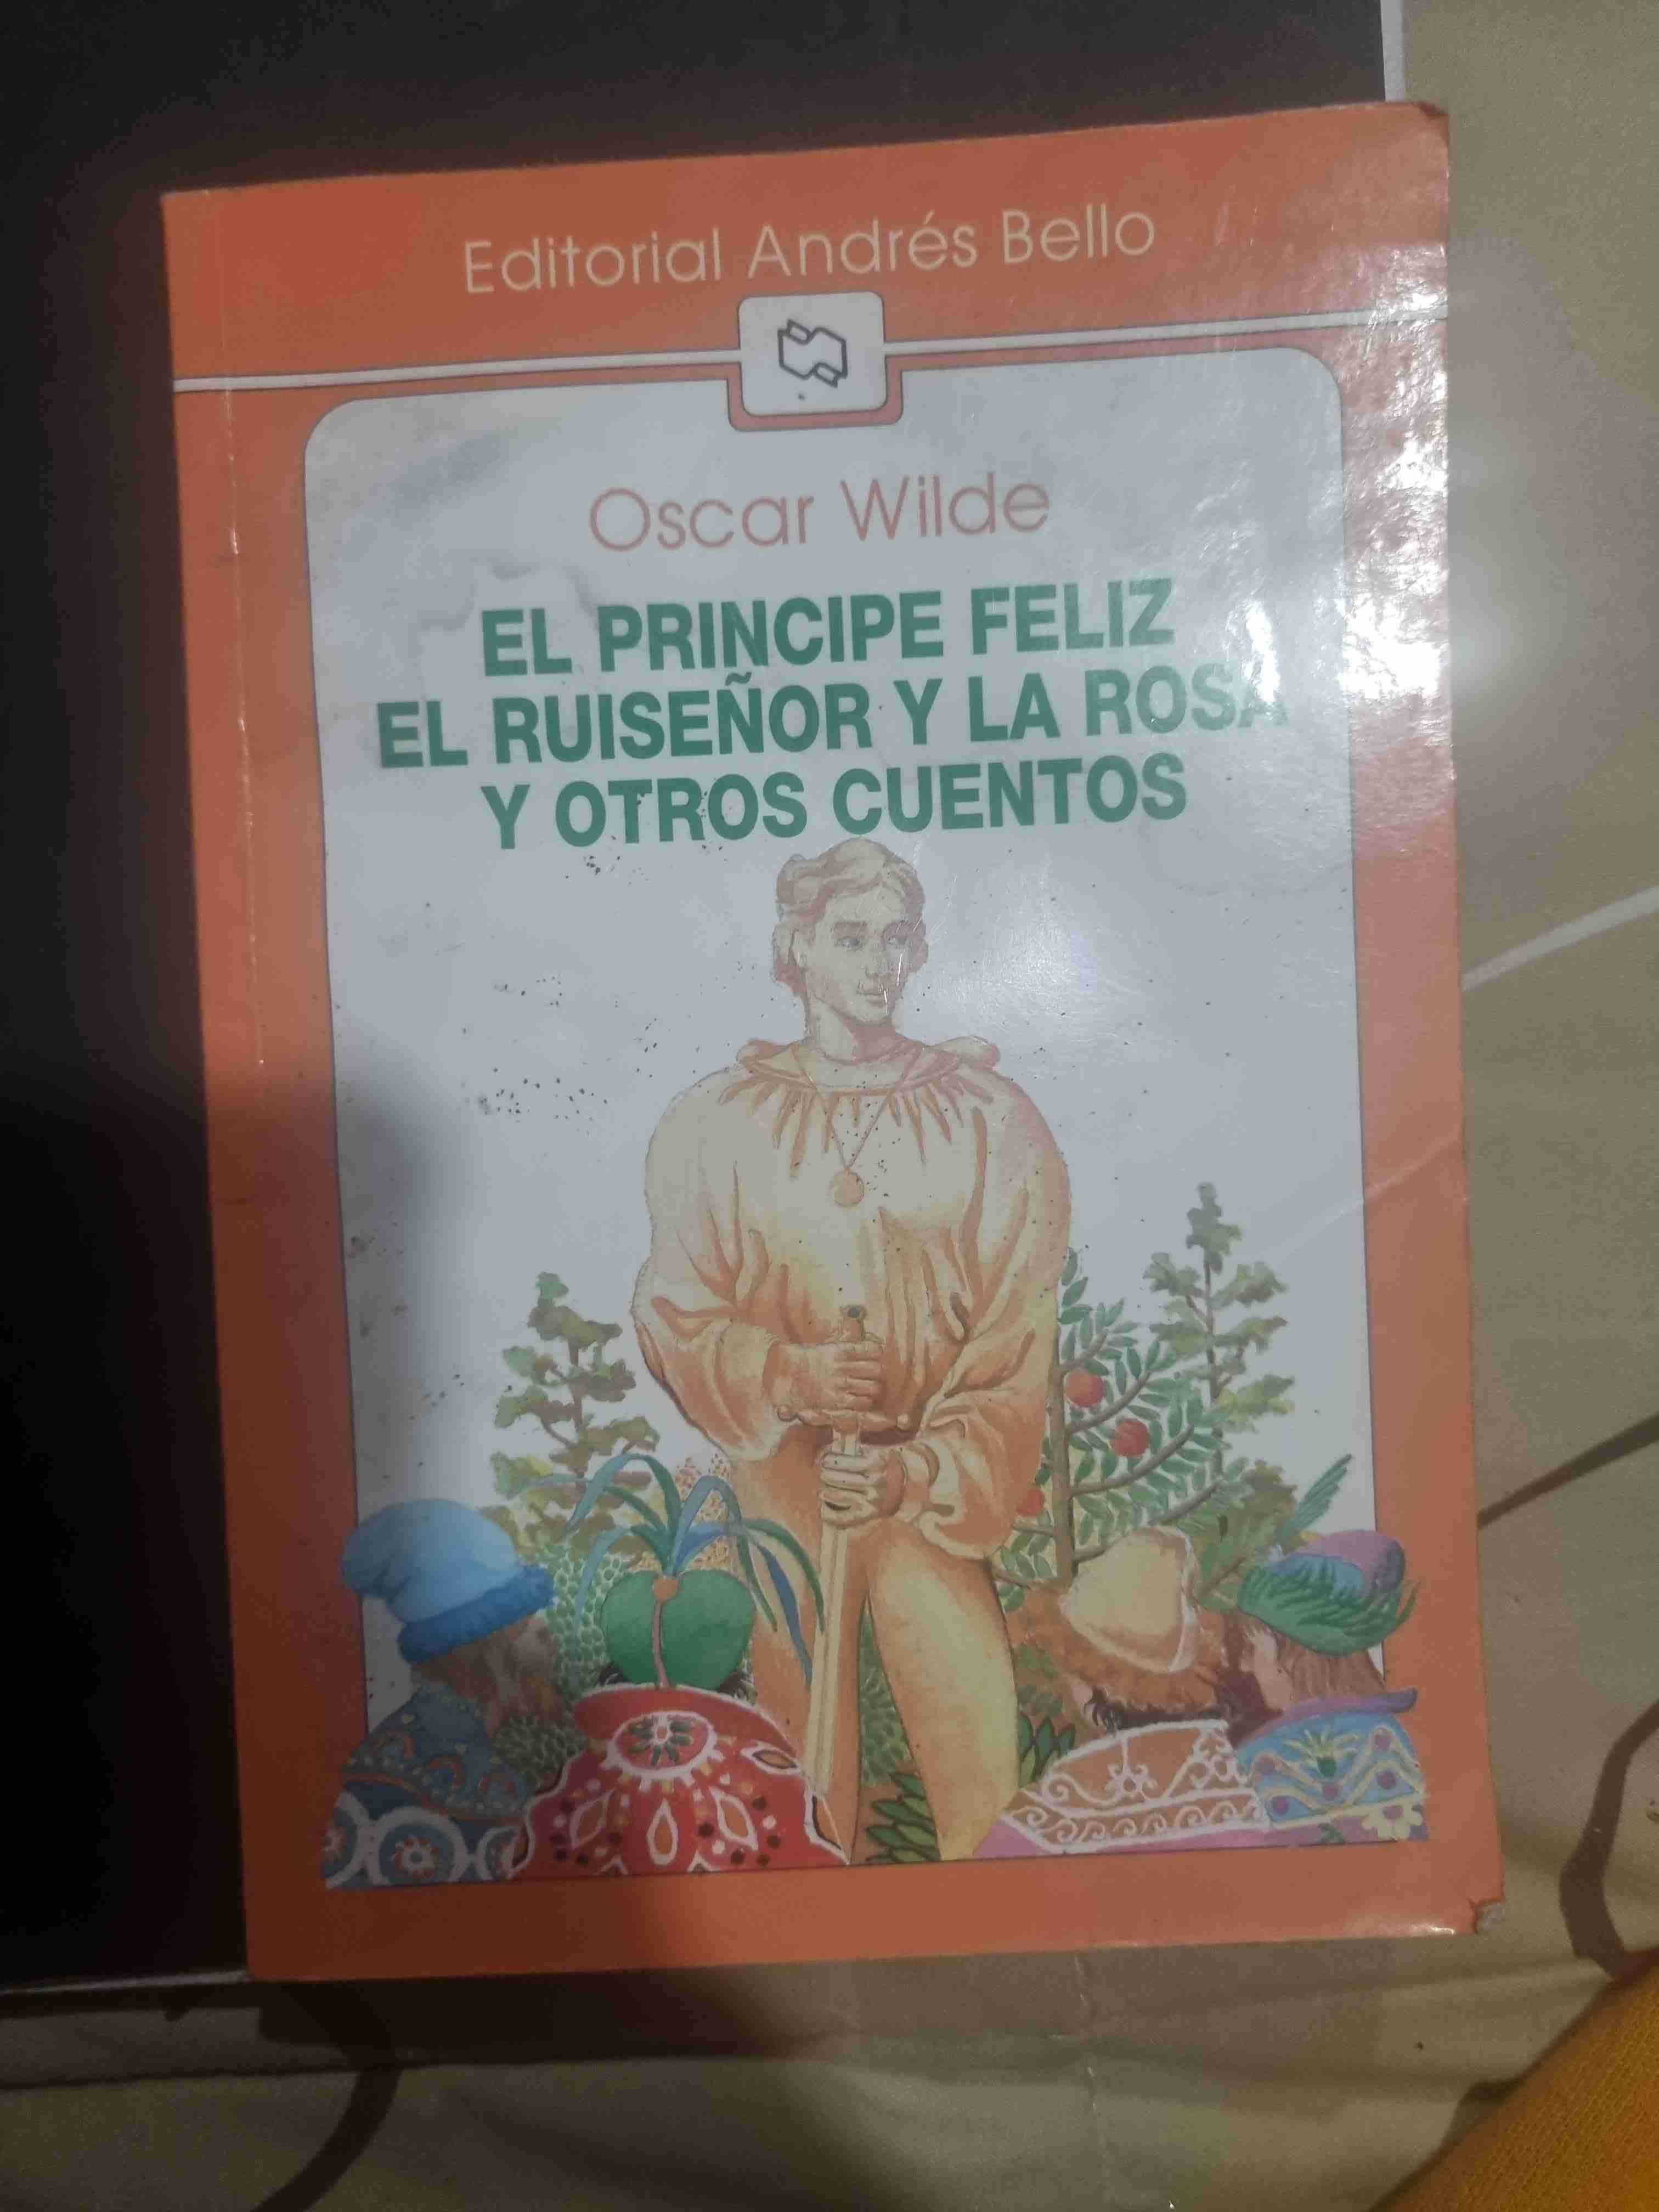 Editorial Andrés Bello
Oscar Wilde
EL PRINCIPE FELIZ
EL RUISEÑOR Y LA ROSA
Y OTROS CUENTOS